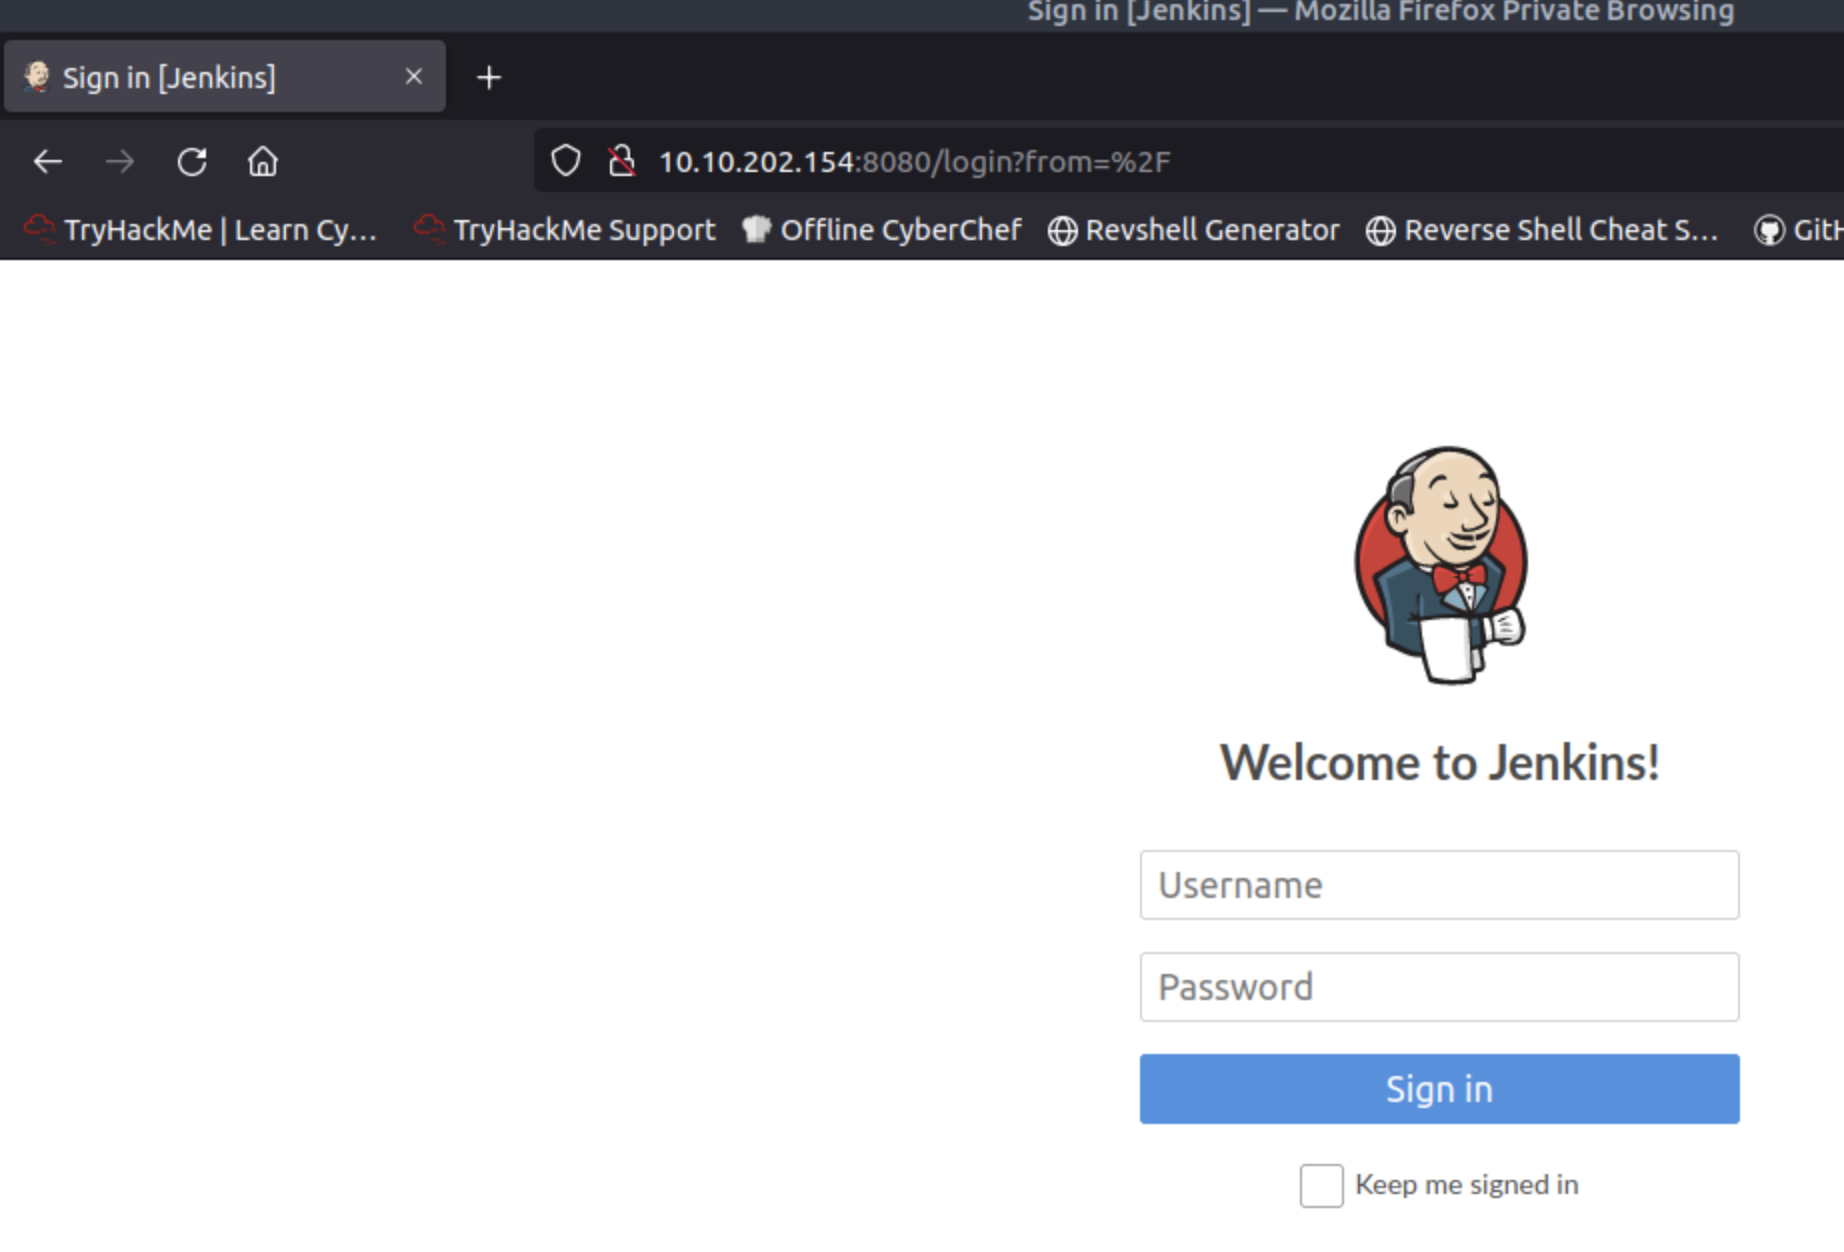 Sign in [Jenkins] — Mozilla Firefox Private Browsing
Sign in [Jenkins]
10.10.202.154:8080/login?from=%2F
TryHackMe | Learn Cy… TryHackMe Support Offline CyberChef Revshell Generator Reverse Shell Cheat S… GitH
Welcome to Jenkins!
Username
Password
Sign in
Keep me signed in